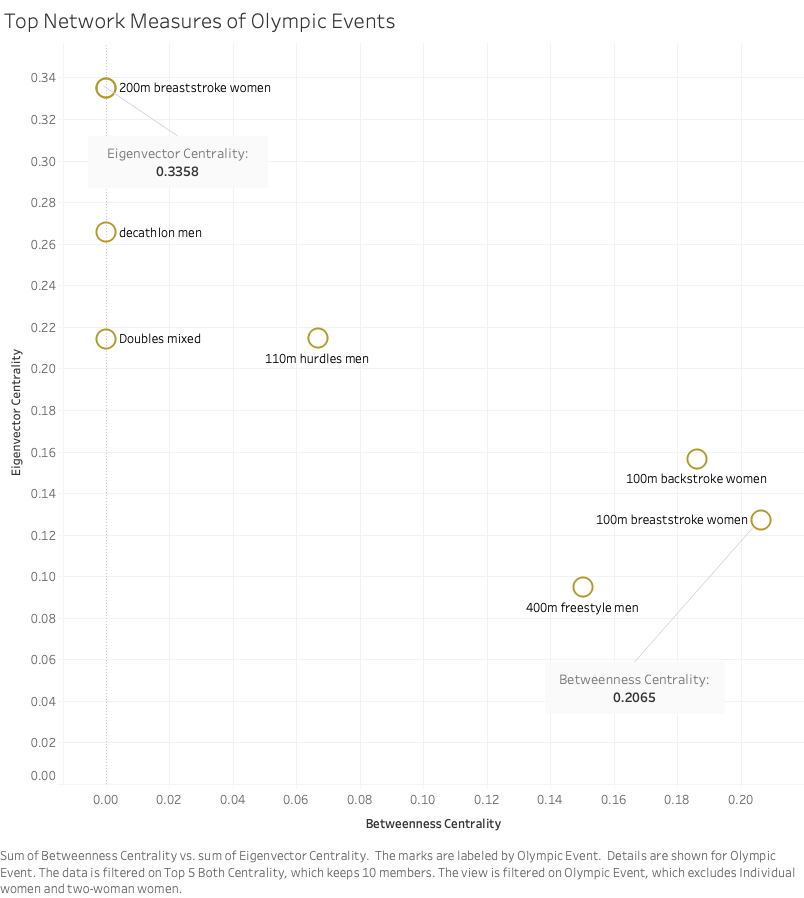 Top Network Measures of Olympic Events
0.34
200m breaststroke women
0.32
Eigenvector Centrality:
0.3358
0.30
0.28
decathlon men
0.26
0.24
0.22
Doubles mixed
110m hurdles men
0.20
Eigenvector Centrality
0.18
0.16
100m backstroke women
0.14
100m breaststroke women
0.12
0.10
400m freestyle men
0.08
0.06
Betweenness Centrality:
0.2065
0.04
0.02
0.00
0.00 0.02 0.04 0.06 0.08 0.10 0.12 0.14 0.16 0.18 0.20
Betweenness Centrality
Sum of Betweenness Centrality vs. sum of Eigenvector Centrality.  The marks are labeled by Olympic Event.  Details are shown for Olympic
Event. The data is filtered on Top 5 Both Centrality, which keeps 10 members. The view is filtered on Olympic Event, which excludes Individual
women and two-woman women.